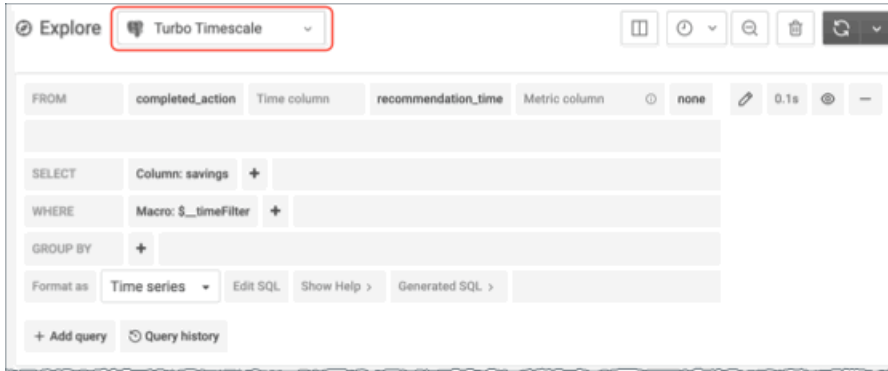 Explore Turbo Timescale
FROM completed_action Time column recommendation_time Metric column none 0.1s
SELECT Column: savings +
WHERE Macro: $__timeFilter +
GROUP BY +
Format as Time series Edit SQL Show Help > Generated SQL >
+ Add query Query history